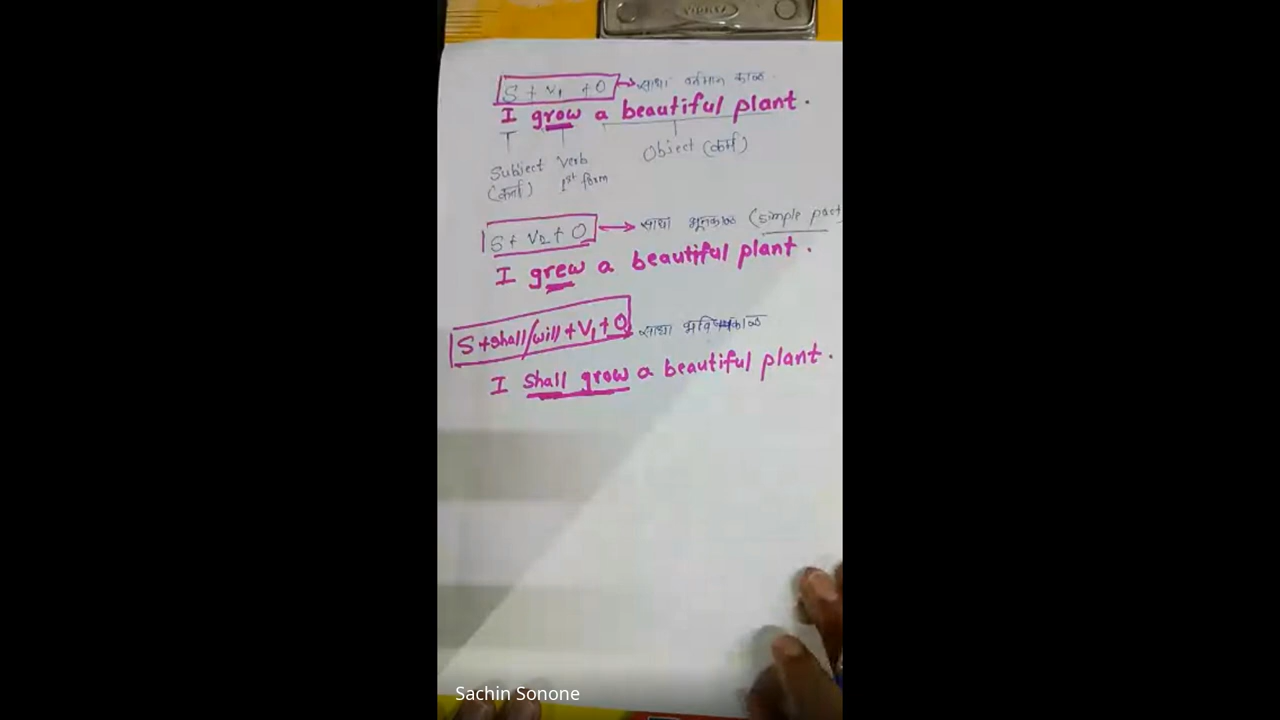 S + V1 + O → साधा वर्तमान काळ.
I grow a beautiful plant.
Subject Verb Object (कर्म)
(कर्ता) 1st form
S + V2 + O → साधा भूतकाळ (simple past
I grew a beautiful plant.
S+shall/will+V1+O साधा भविष्यकाळ
I shall grow a beautiful plant.
Sachin Sonone